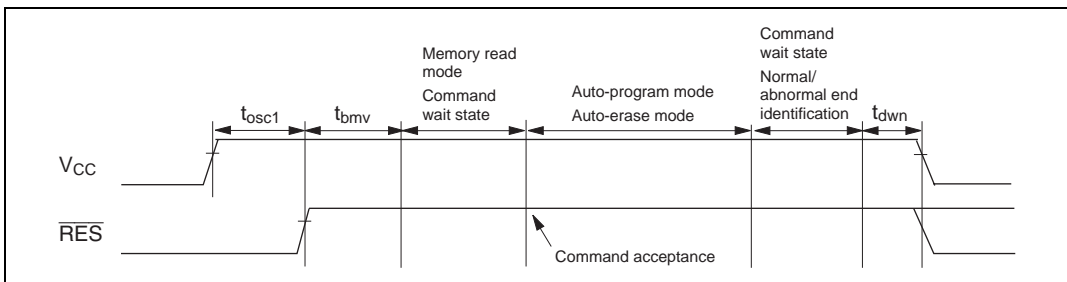 Memory read
mode
Command
wait state
Auto-program mode
Auto-erase mode
Command
wait state
Normal/
abnormal end
identification
tosc1
tbmv
tdwn
VCC
RES
Command acceptance